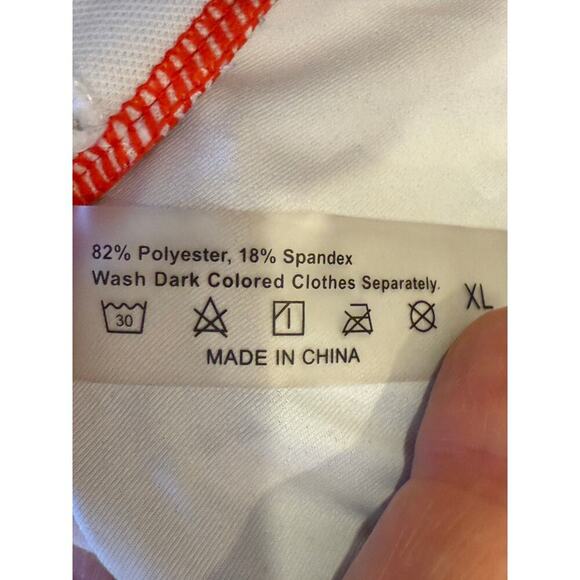 82% Polyester, 18% Spandex
Wash Dark Colored Clothes Separately.
30
XL
MADE IN CHINA